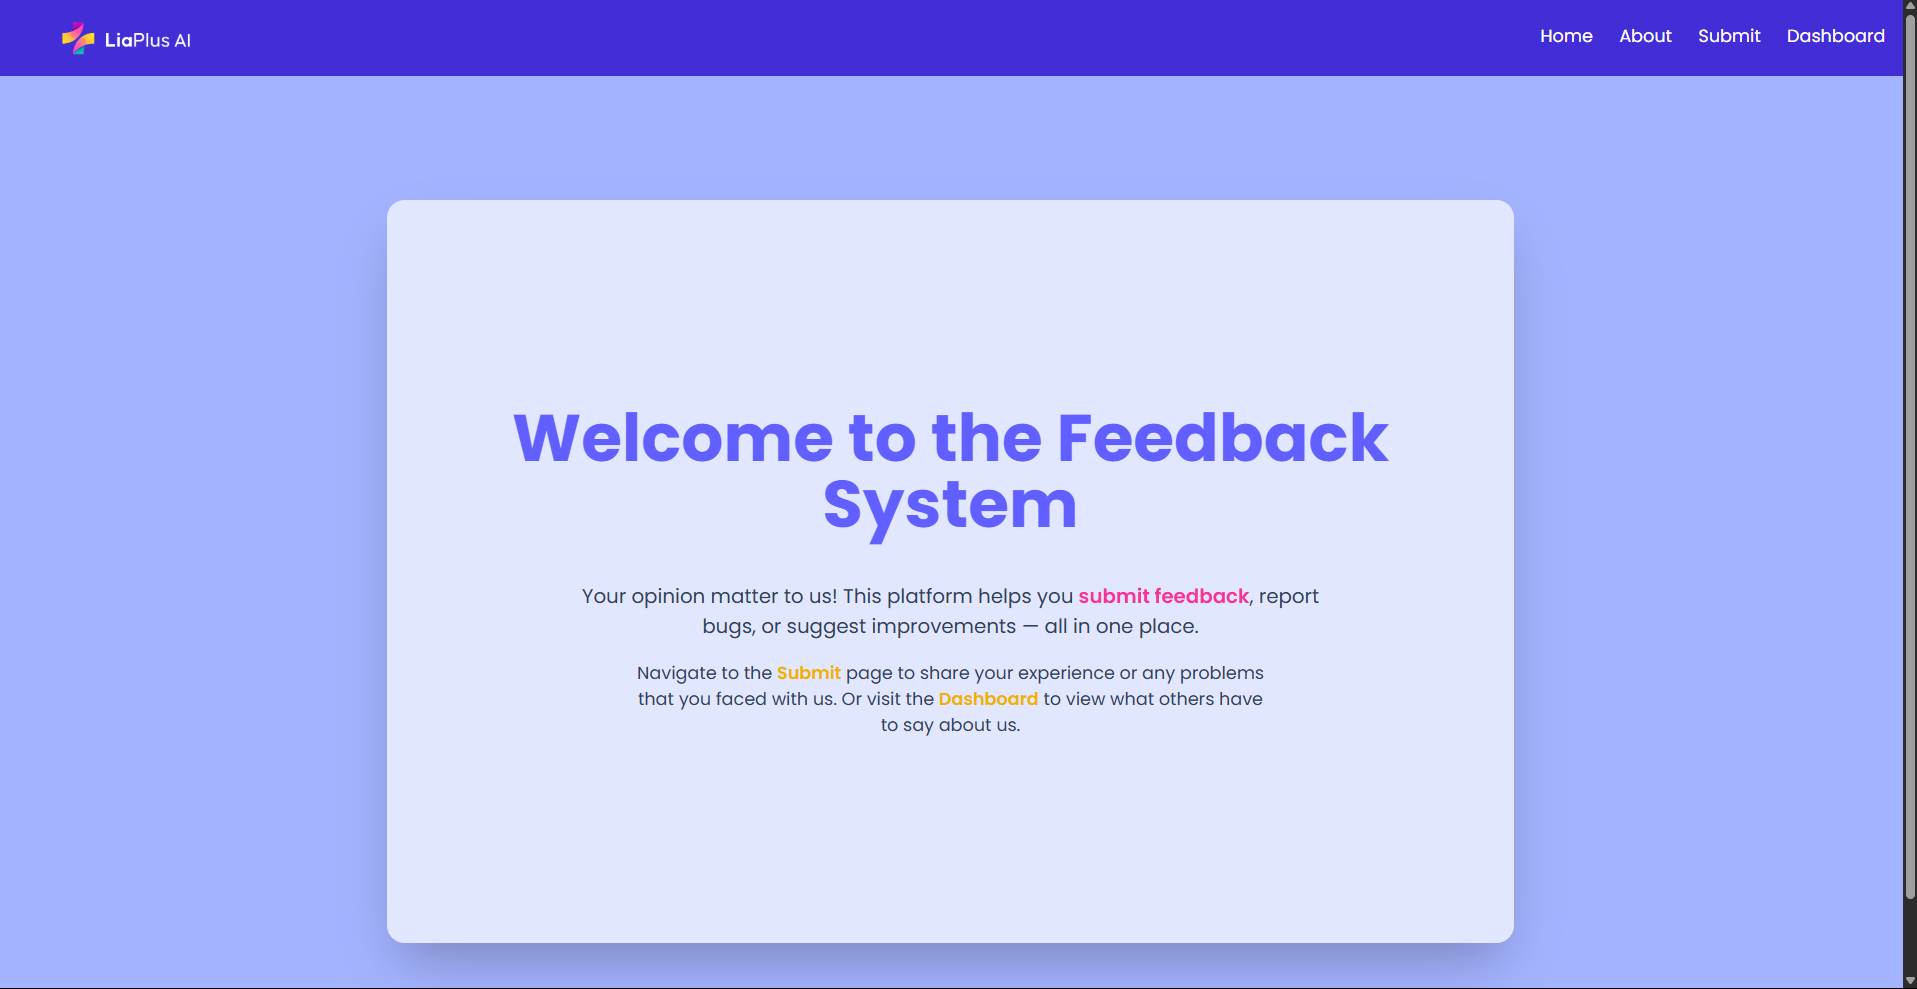 LiaPlus AI
Home About Submit Dashboard
Welcome to the Feedback
System
Your opinion matter to us! This platform helps you submit feedback, report
bugs, or suggest improvements — all in one place.
Navigate to the Submit page to share your experience or any problems
that you faced with us. Or visit the Dashboard to view what others have
to say about us.